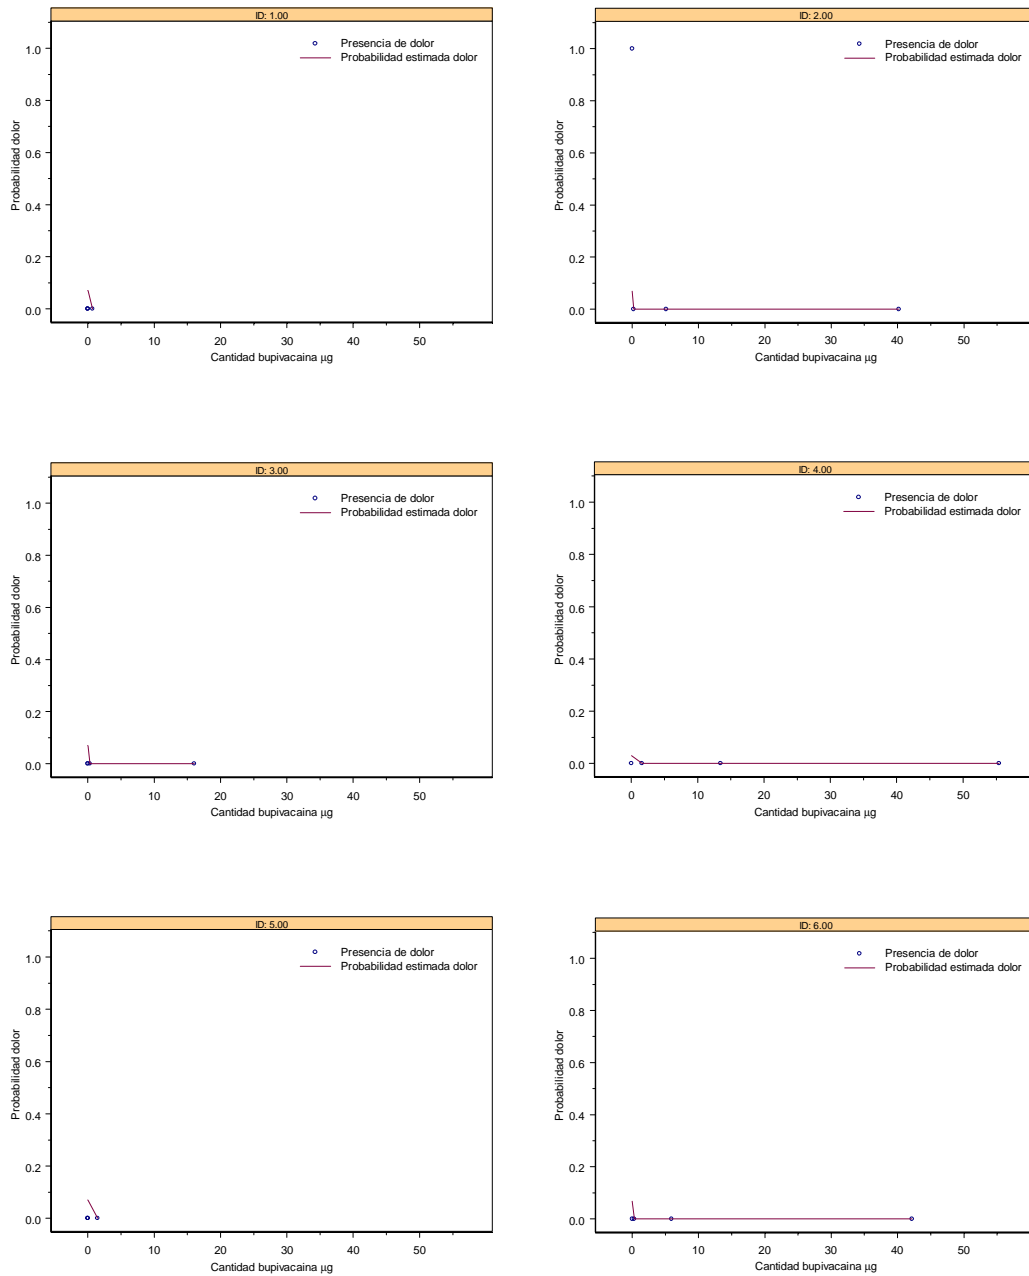 ID: 1.00
Presencia de dolor
Probabilidad estimada dolor
Probabilidad dolor
1.0
0.8
0.6
0.4
0.2
0.0
0 10 20 30 40 50
Cantidad bupivacaina µg
ID: 2.00
Presencia de dolor
Probabilidad estimada dolor
Probabilidad dolor
1.0
0.8
0.6
0.4
0.2
0.0
0 10 20 30 40 50
Cantidad bupivacaina µg
ID: 3.00
Presencia de dolor
Probabilidad estimada dolor
Probabilidad dolor
1.0
0.8
0.6
0.4
0.2
0.0
0 10 20 30 40 50
Cantidad bupivacaina µg
ID: 4.00
Presencia de dolor
Probabilidad estimada dolor
Probabilidad dolor
1.0
0.8
0.6
0.4
0.2
0.0
0 10 20 30 40 50
Cantidad bupivacaina µg
ID: 5.00
Presencia de dolor
Probabilidad estimada dolor
Probabilidad dolor
1.0
0.8
0.6
0.4
0.2
0.0
0 10 20 30 40 50
Cantidad bupivacaina µg
ID: 6.00
Presencia de dolor
Probabilidad estimada dolor
Probabilidad dolor
1.0
0.8
0.6
0.4
0.2
0.0
0 10 20 30 40 50
Cantidad bupivacaina µg